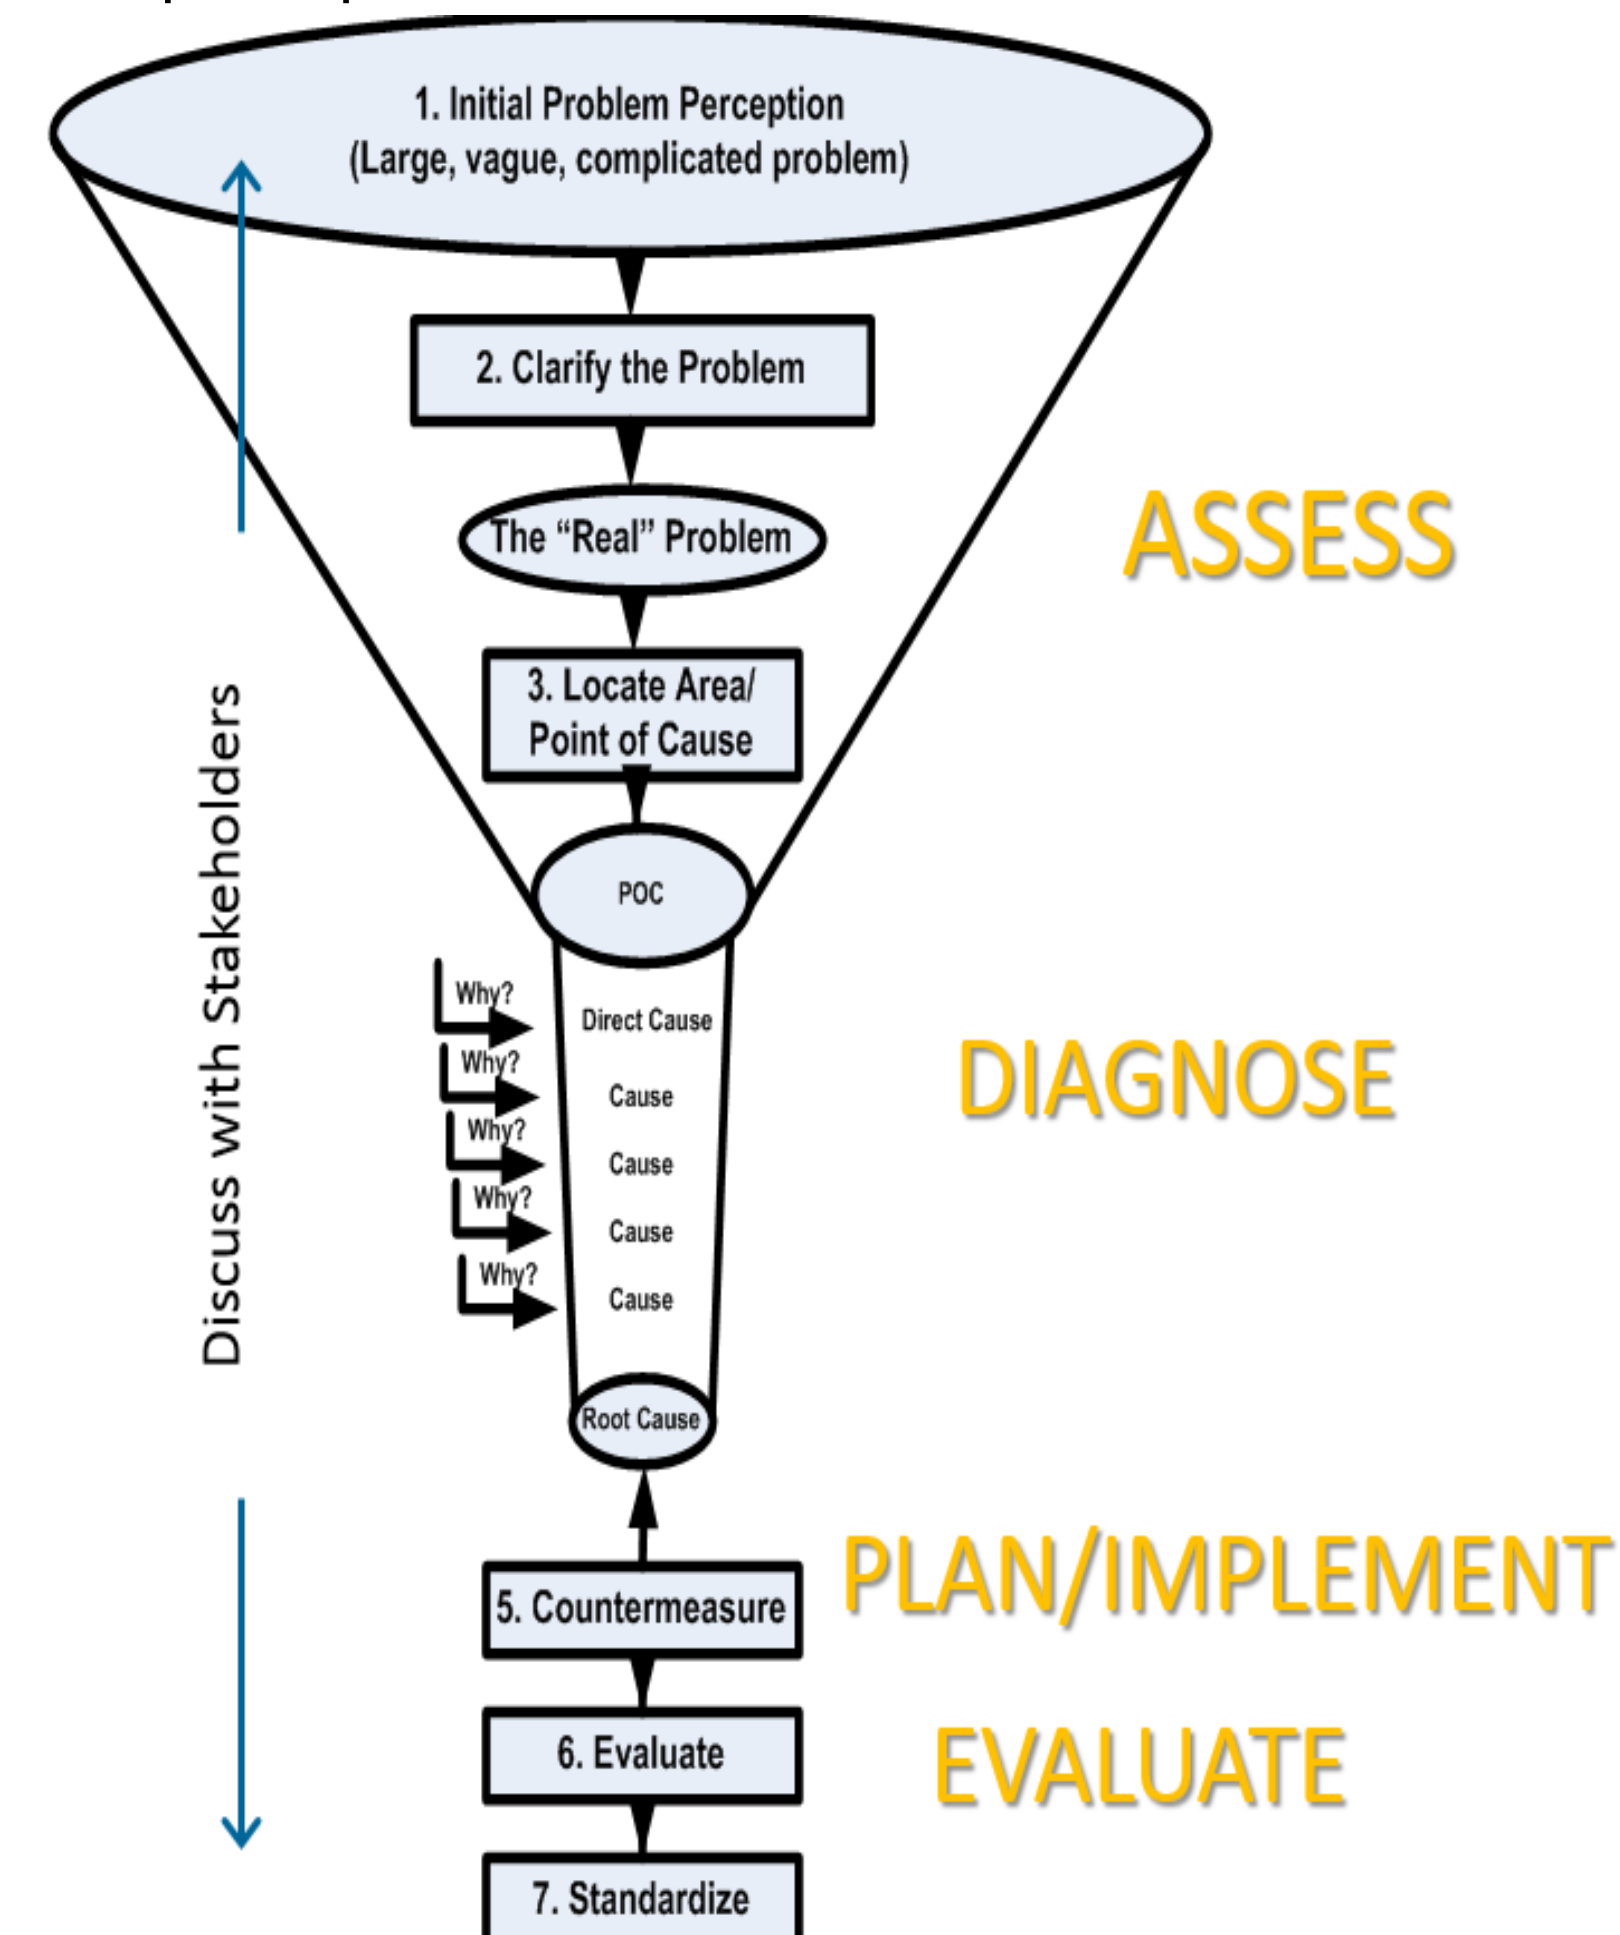 1. Initial Problem Perception
(Large, vague, complicated problem)
2. Clarify the Problem
The “Real” Problem
ASSESS
3. Locate Area/
Point of Cause
POC
Discuss with Stakeholders
Why?
Direct Cause
Why?
Cause
Why?
Cause
Why?
Cause
Why?
Cause
DIAGNOSE
Root Cause
5. Countermeasure
PLAN/IMPLEMENT
6. Evaluate
EVALUATE
7. Standardize